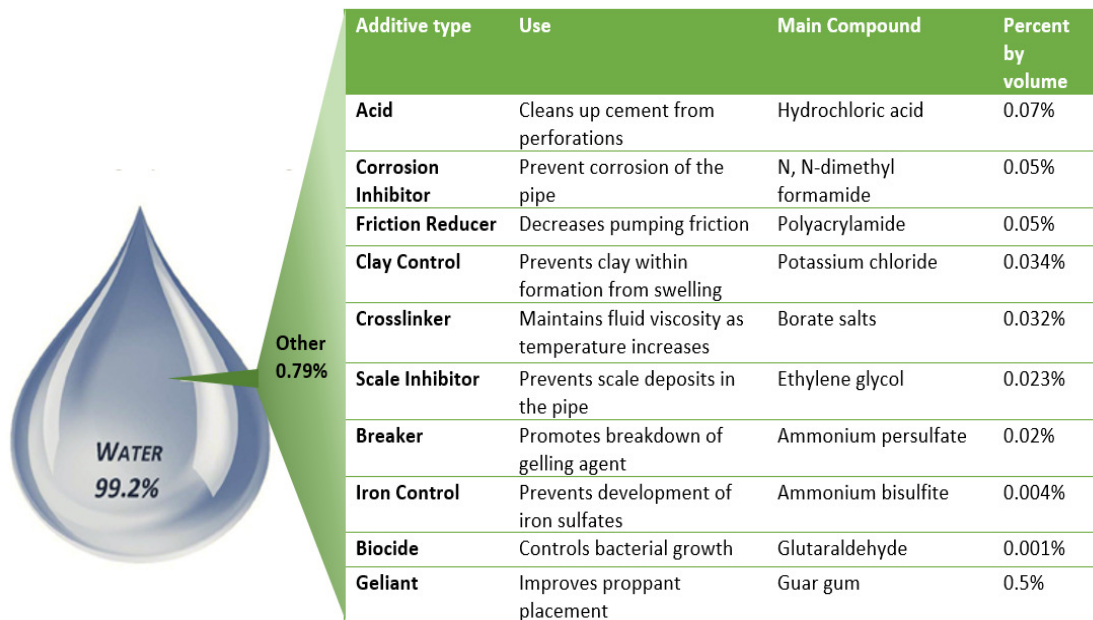 WATER
99.2%
Other
0.79%
Additive type Use Main Compound Percent
by
volume
Acid Cleans up cement from Hydrochloric acid 0.07%
perforations
Corrosion Prevent corrosion of the N, N-dimethyl 0.05%
Inhibitor pipe formamide
Friction Reducer Decreases pumping friction Polyacrylamide 0.05%
Clay Control Prevents clay within Potassium chloride 0.034%
formation from swelling
Crosslinker Maintains fluid viscosity as Borate salts 0.032%
temperature increases
Scale Inhibitor Prevents scale deposits in Ethylene glycol 0.023%
the pipe
Breaker Promotes breakdown of Ammonium persulfate 0.02%
gelling agent
Iron Control Prevents development of Ammonium bisulfite 0.004%
iron sulfates
Biocide Controls bacterial growth Glutaraldehyde 0.001%
Geliant Improves proppant Guar gum 0.5%
placement